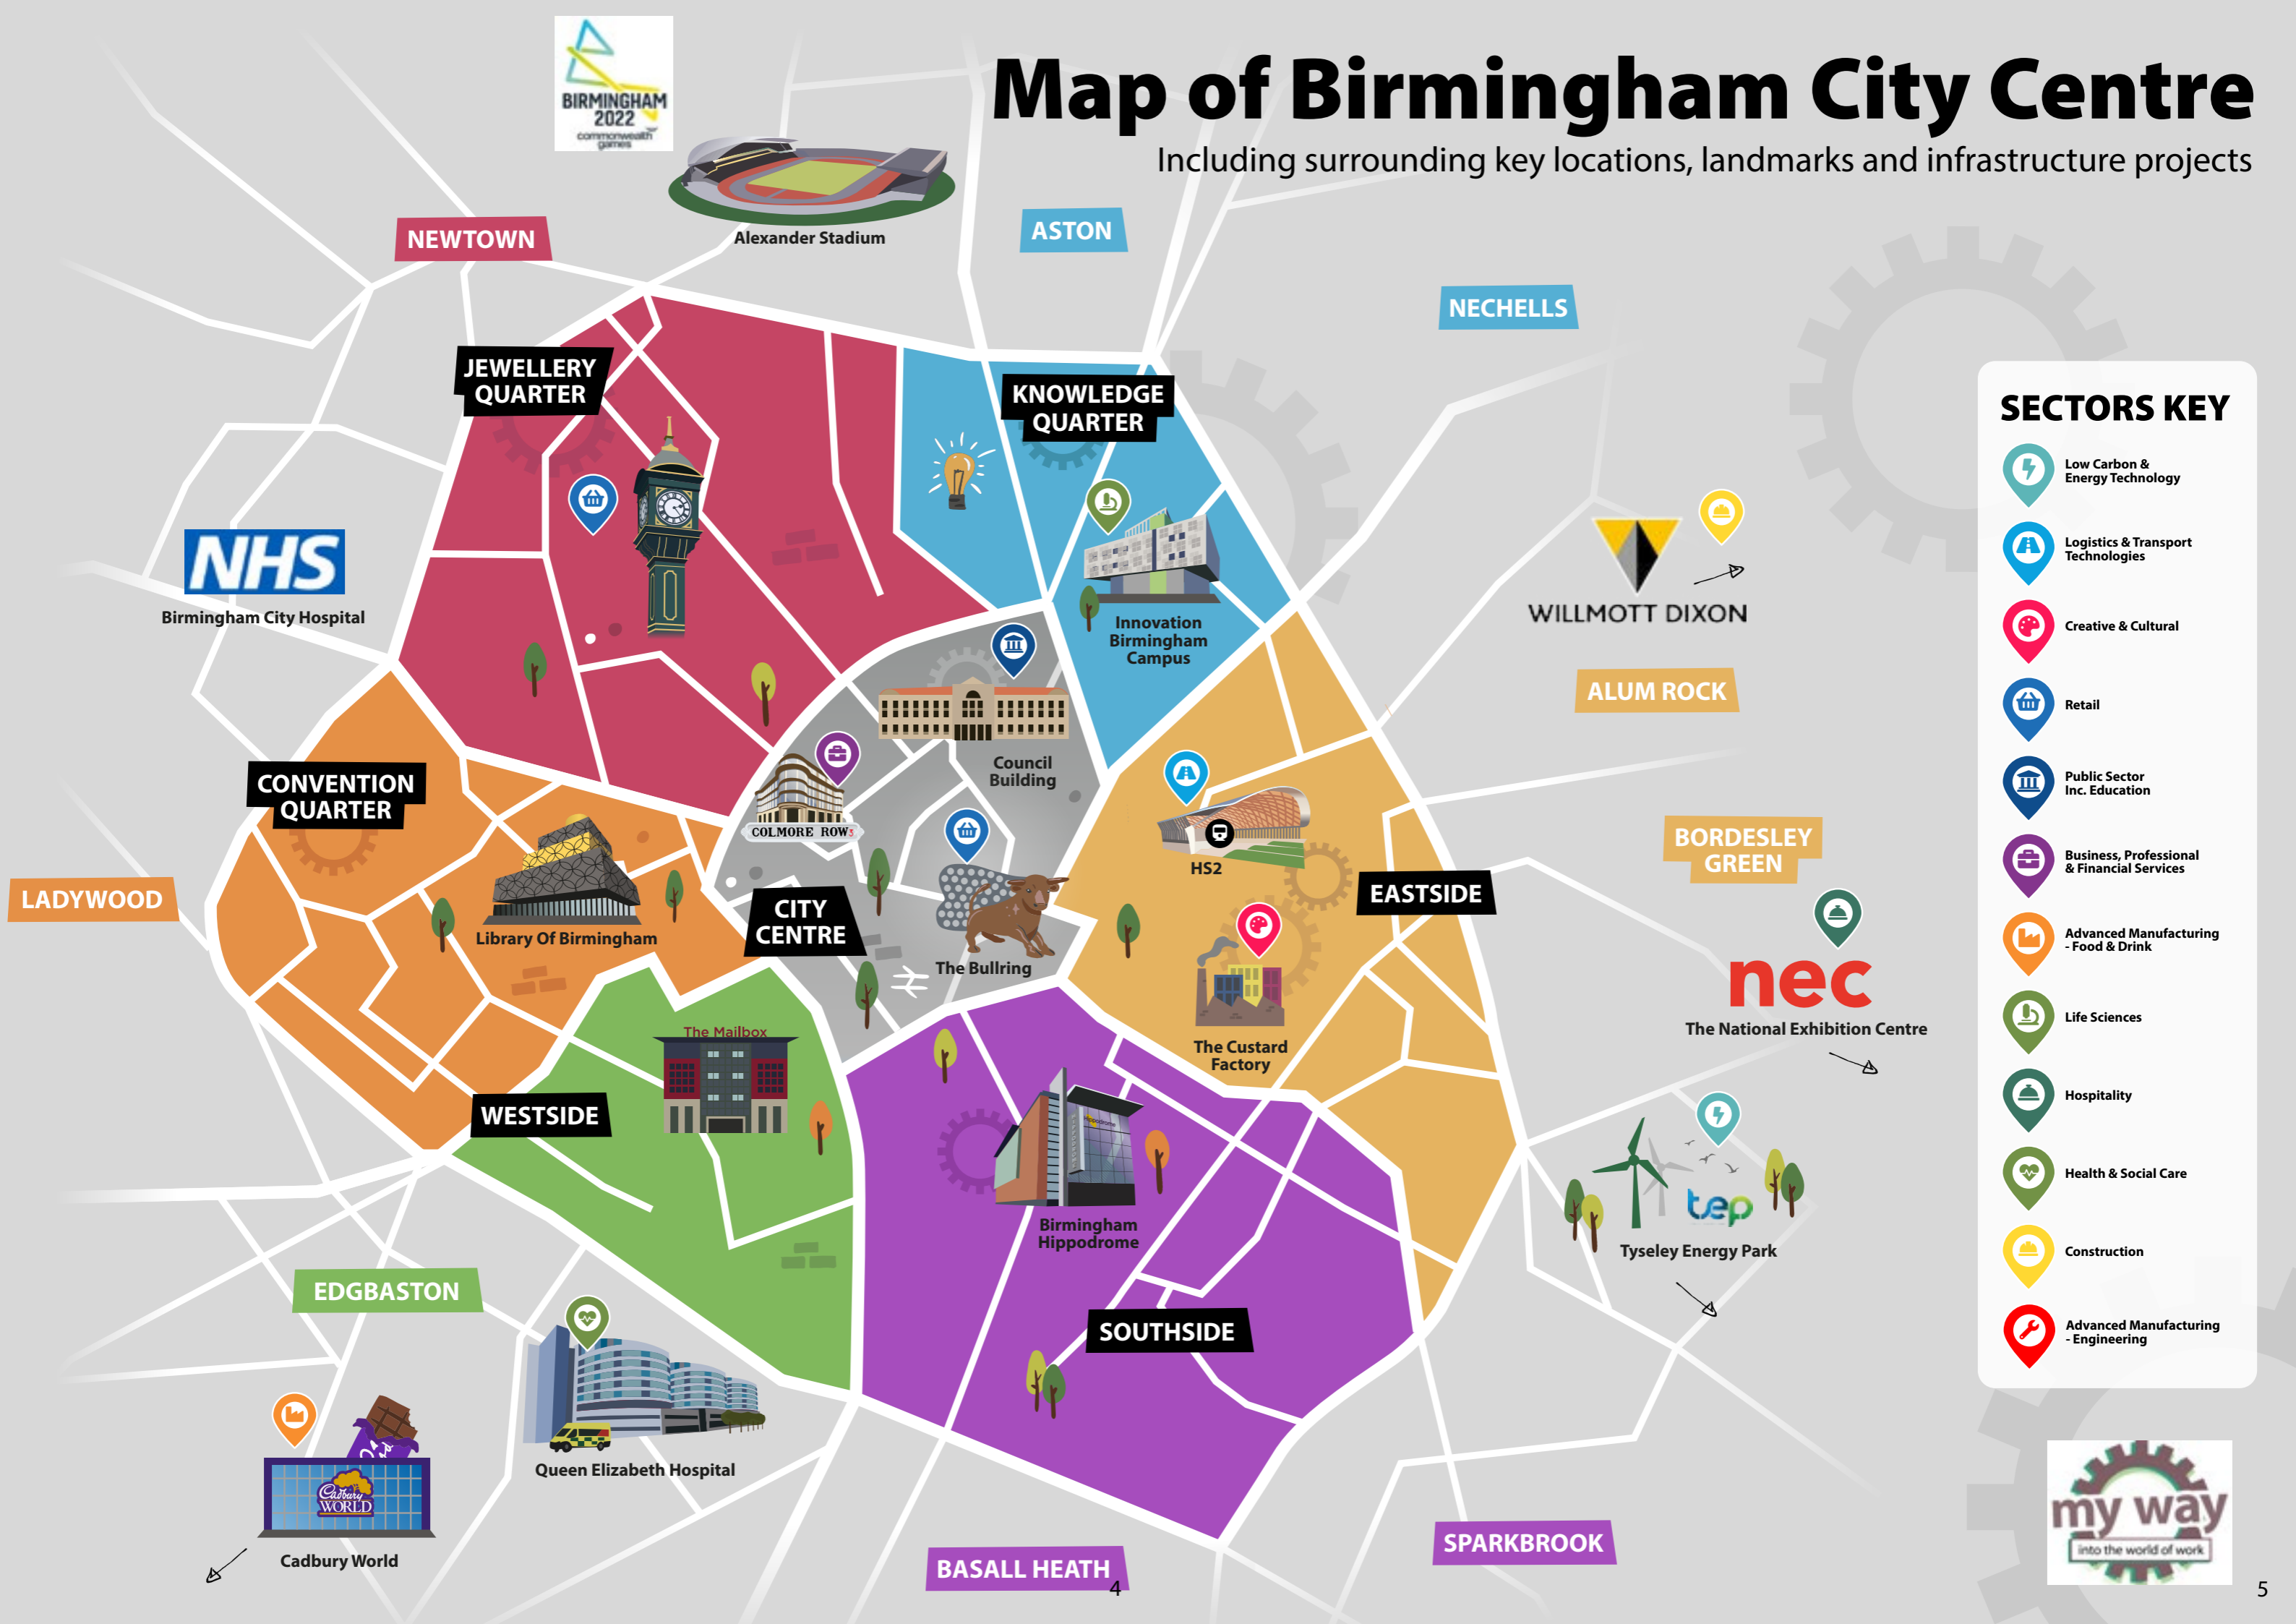 Map of Birmingham City Centre
Including surrounding key locations, landmarks and infrastructure projects
BIRMINGHAM
2022
commonwealth
games
Alexander Stadium
NEWTOWN
ASTON
NECHELLS
JEWELLERY
QUARTER
KNOWLEDGE
QUARTER
NHS
Birmingham City Hospital
Innovation
Birmingham
Campus
WILLMOTT DIXON
ALUM ROCK
CONVENTION
QUARTER
Council
Building
COLMORE ROW
BORDESLEY
GREEN
HS2
EASTSIDE
LADYWOOD
Library Of Birmingham
CITY
CENTRE
The Bullring
nec
The National Exhibition Centre
The Mailbox
The Custard
Factory
WESTSIDE
tep
Tyseley Energy Park
Birmingham
Hippodrome
EDGBASTON
SOUTHSIDE
Queen Elizabeth Hospital
Cadbury
WORLD
Cadbury World
BASALL HEATH
SPARKBROOK
SECTORS KEY
Low Carbon &
Energy Technology
Logistics & Transport
Technologies
Creative & Cultural
Retail
Public Sector
Inc. Education
Business, Professional
& Financial Services
Advanced Manufacturing
- Food & Drink
Life Sciences
Hospitality
Health & Social Care
Construction
Advanced Manufacturing
- Engineering
my way
into the world of work
4
5